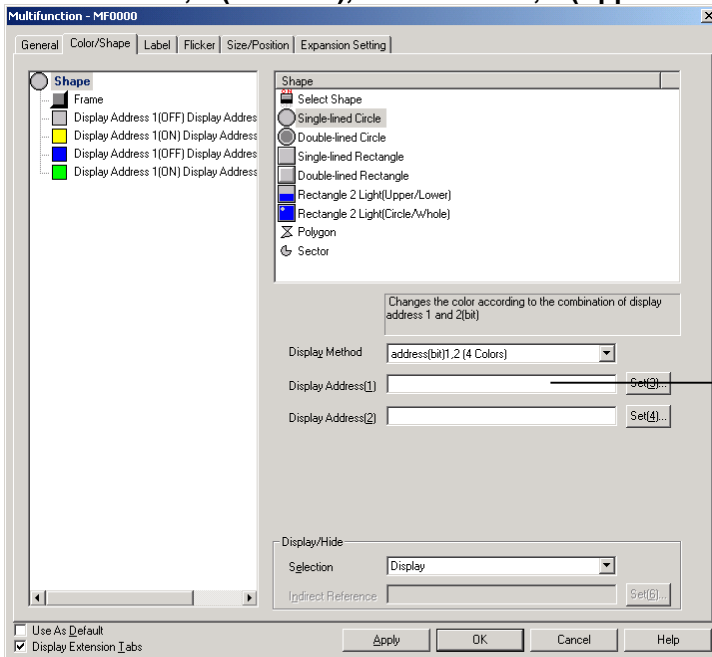 Multifunction - MF0000
General Color/Shape Label Flicker Size/Position Expansion Setting
Shape
Frame
Display Address 1(OFF) Display Addres
Display Address 1(ON) Display Address
Display Address 1(OFF) Display Addres
Display Address 1(ON) Display Address
Shape
Select Shape
Single-lined Circle
Double-lined Circle
Single-lined Rectangle
Double-lined Rectangle
Rectangle 2 Light(Upper/Lower)
Rectangle 2 Light(Circle/Whole)
Polygon
Sector
Changes the color according to the combination of display
address 1 and 2(bit)
Display Method address(bit)1,2 (4 Colors)
Display Address(1) Set(3)...
Display Address(2) Set(4)...
Display/Hide
Selection Display
Indirect Reference Set(6)...
Use As Default
Display Extension Tabs
Apply OK Cancel Help